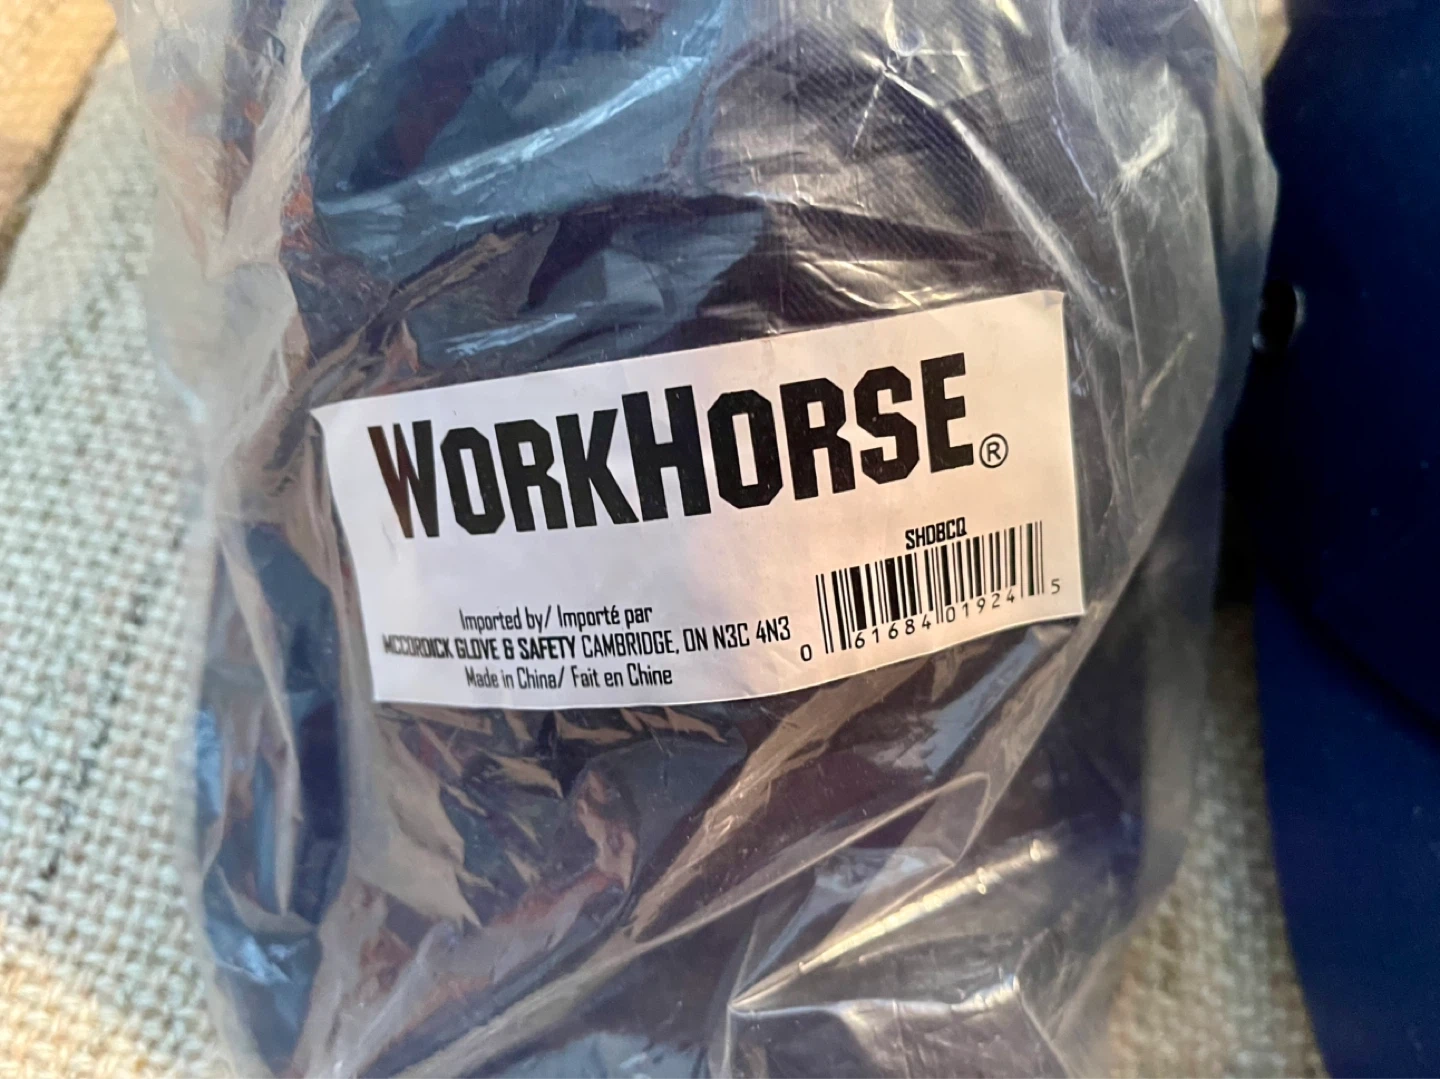 WORKHORSE®
SHDBCQ
Imported by/ Importé par
MCCORDICK GLOVE & SAFETY CAMBRIDGE, ON N3C 4N3
Made in China/ Fait en Chine
0 61684 01924 5